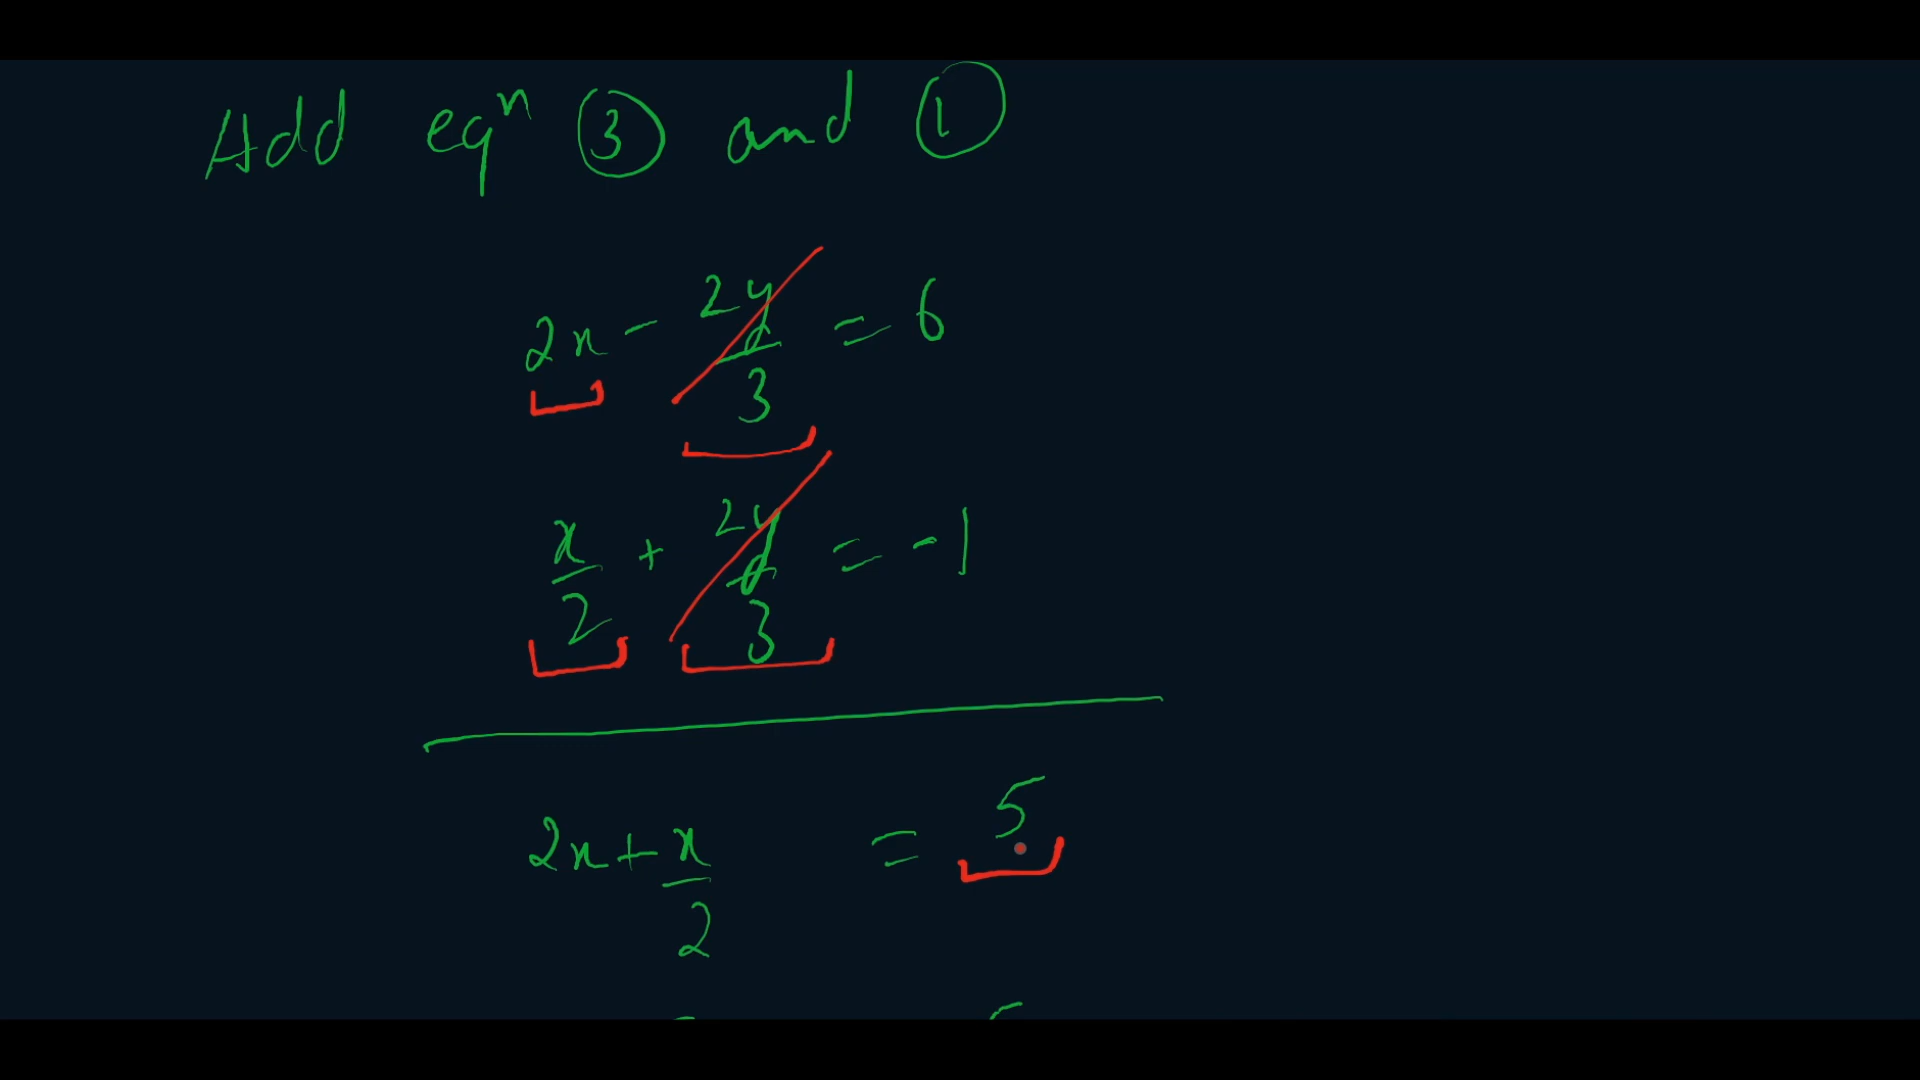 Add eqⁿ ③ and ①
2x - 2y/3 = 6
x/2 + 2y/3 = -1
2x + x/2 = 5